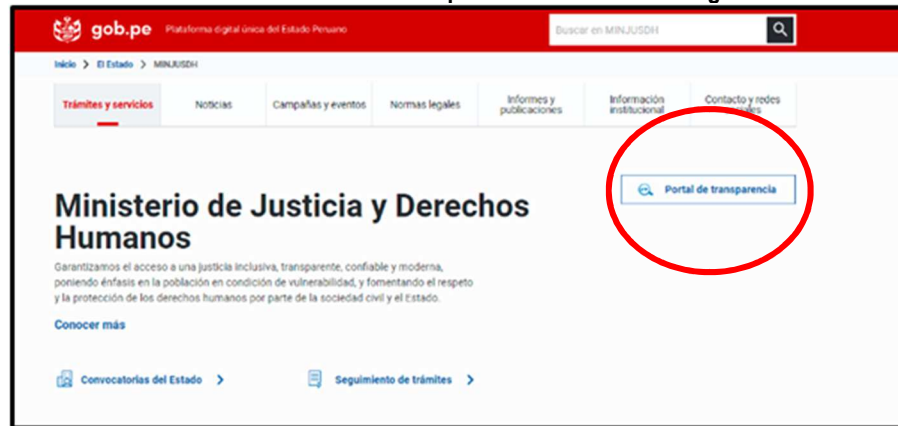 gob.pe Plataforma digital única del Estado Peruano Buscar en MINJUSDH
Inicio > El Estado > MINJUSDH
Trámites y servicios Noticias Campañas y eventos Normas legales Informes y publicaciones Información institucional Contacto y redes
Portal de transparencia
Ministerio de Justicia y Derechos
Humanos
Garantizamos el acceso a una justicia inclusiva, transparente, confiable y moderna,
poniendo énfasis en la población en condición de vulnerabilidad, y fomentando el respeto
y la protección de los derechos humanos por parte de la sociedad civil y el Estado.
Conocer más
Convocatorias del Estado > Seguimiento de trámites >